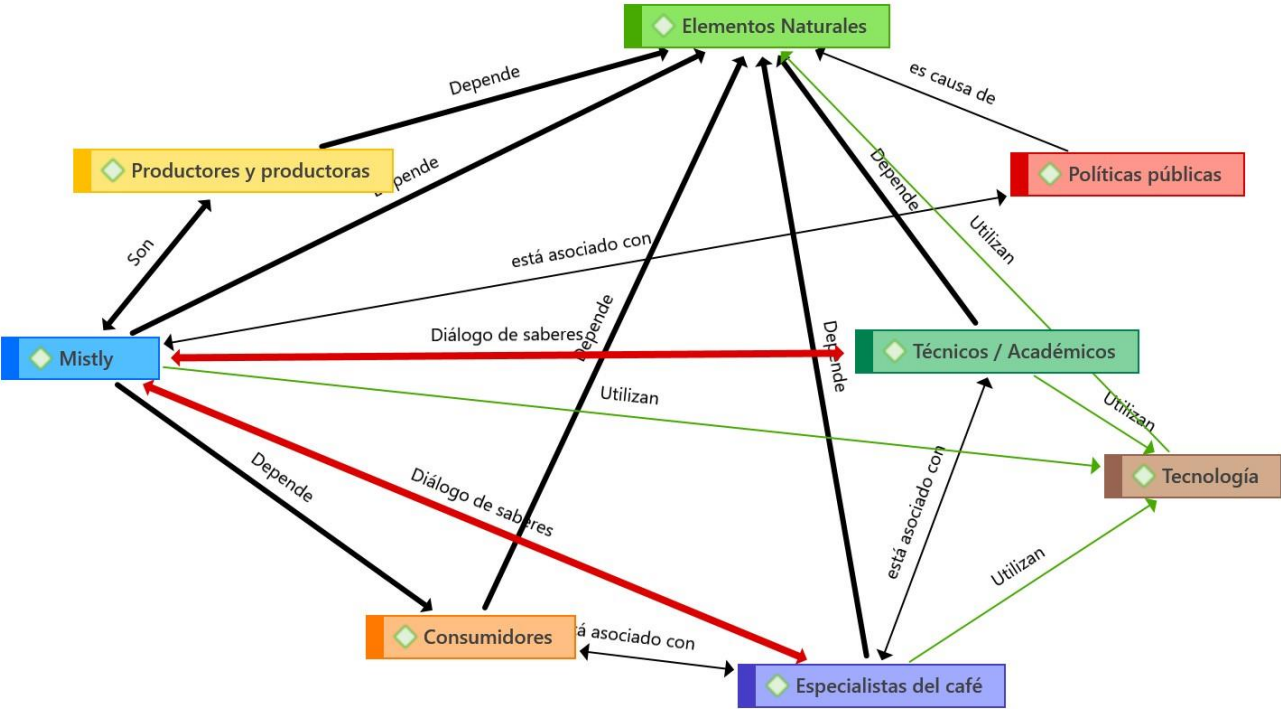 Elementos Naturales
Depende
es causa de
Productores y productoras
Depende
Depende
Políticas públicas
Son
está asociado con
Utilizan
Diálogo de saberes
Depende
Depende
Mistly
Técnicos / Académicos
Utilizan
Utilizan
Depende
Diálogo de saberes
está asociado con
Tecnología
Utilizan
Consumidores
está asociado con
Especialistas del café